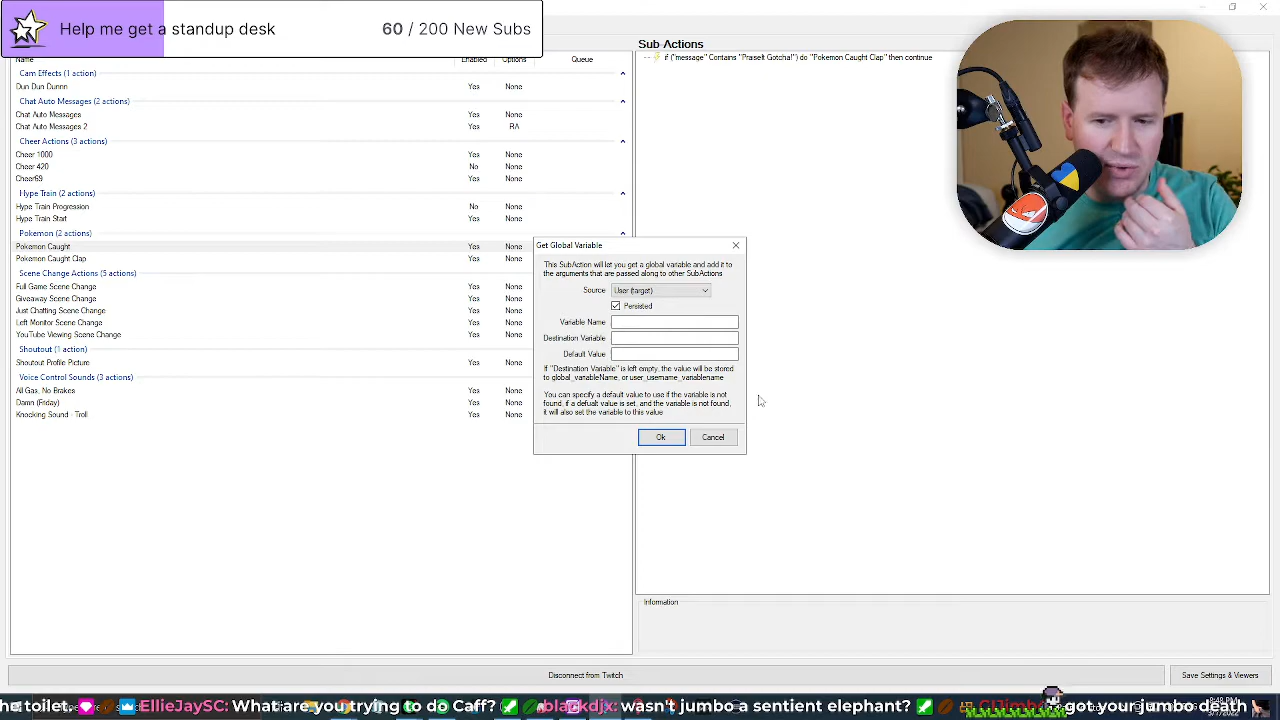 Help me get a standup desk
60 / 200 New Subs
Sub-Actions
Name Enabled Options Queue
if ("message" Contains "PraiseIt Gotcha!") do "Pokemon Caught Clap" then continue
Cam Effects (1 action)
Dun Dun Dunnn Yes None
Chat Auto Messages (2 actions)
Chat Auto Messages Yes None
Chat Auto Messages 2 Yes RA
Cheer Actions (3 actions)
Cheer 1000 Yes None
Cheer 420 No None
Cheer69 Yes None
Hype Train (2 actions)
Hype Train Progression No None
Hype Train Start Yes None
Pokemon (2 actions)
Pokemon Caught Yes None
Pokemon Caught Clap Yes None
Scene Change Actions (5 actions)
Full Game Scene Change Yes None
Giveaway Scene Change Yes None
Just Chatting Scene Change Yes None
Left Monitor Scene Change Yes None
YouTube Viewing Scene Change Yes None
Shoutout (1 action)
Shoutout Profile Picture Yes None
Voice Control Sounds (3 actions)
All Gas, No Brakes Yes None
Damn (Friday) Yes None
Knocking Sound - Troll Yes None
Get Global Variable
This SubAction will let you get a global variable and add it to
the arguments that are passed along to other SubActions
Source User (target)
Persisted
Variable Name
Destination Variable
Default Value
If "Destination Variable" is left empty, the value will be stored
to global_variableName, or user_username_variablename
You can specify a default value to use if the variable is not
found, if a defualt value is set, and the variable is not found,
it will also set the variable to this value
Ok Cancel
Information
Disconnect from Twitch
Save Settings & Viewers
her toilet. EllieJaySC: What are you trying to do Caff? blackdjx: wasn't jumbo a sentient elephant? got your jumbo death h